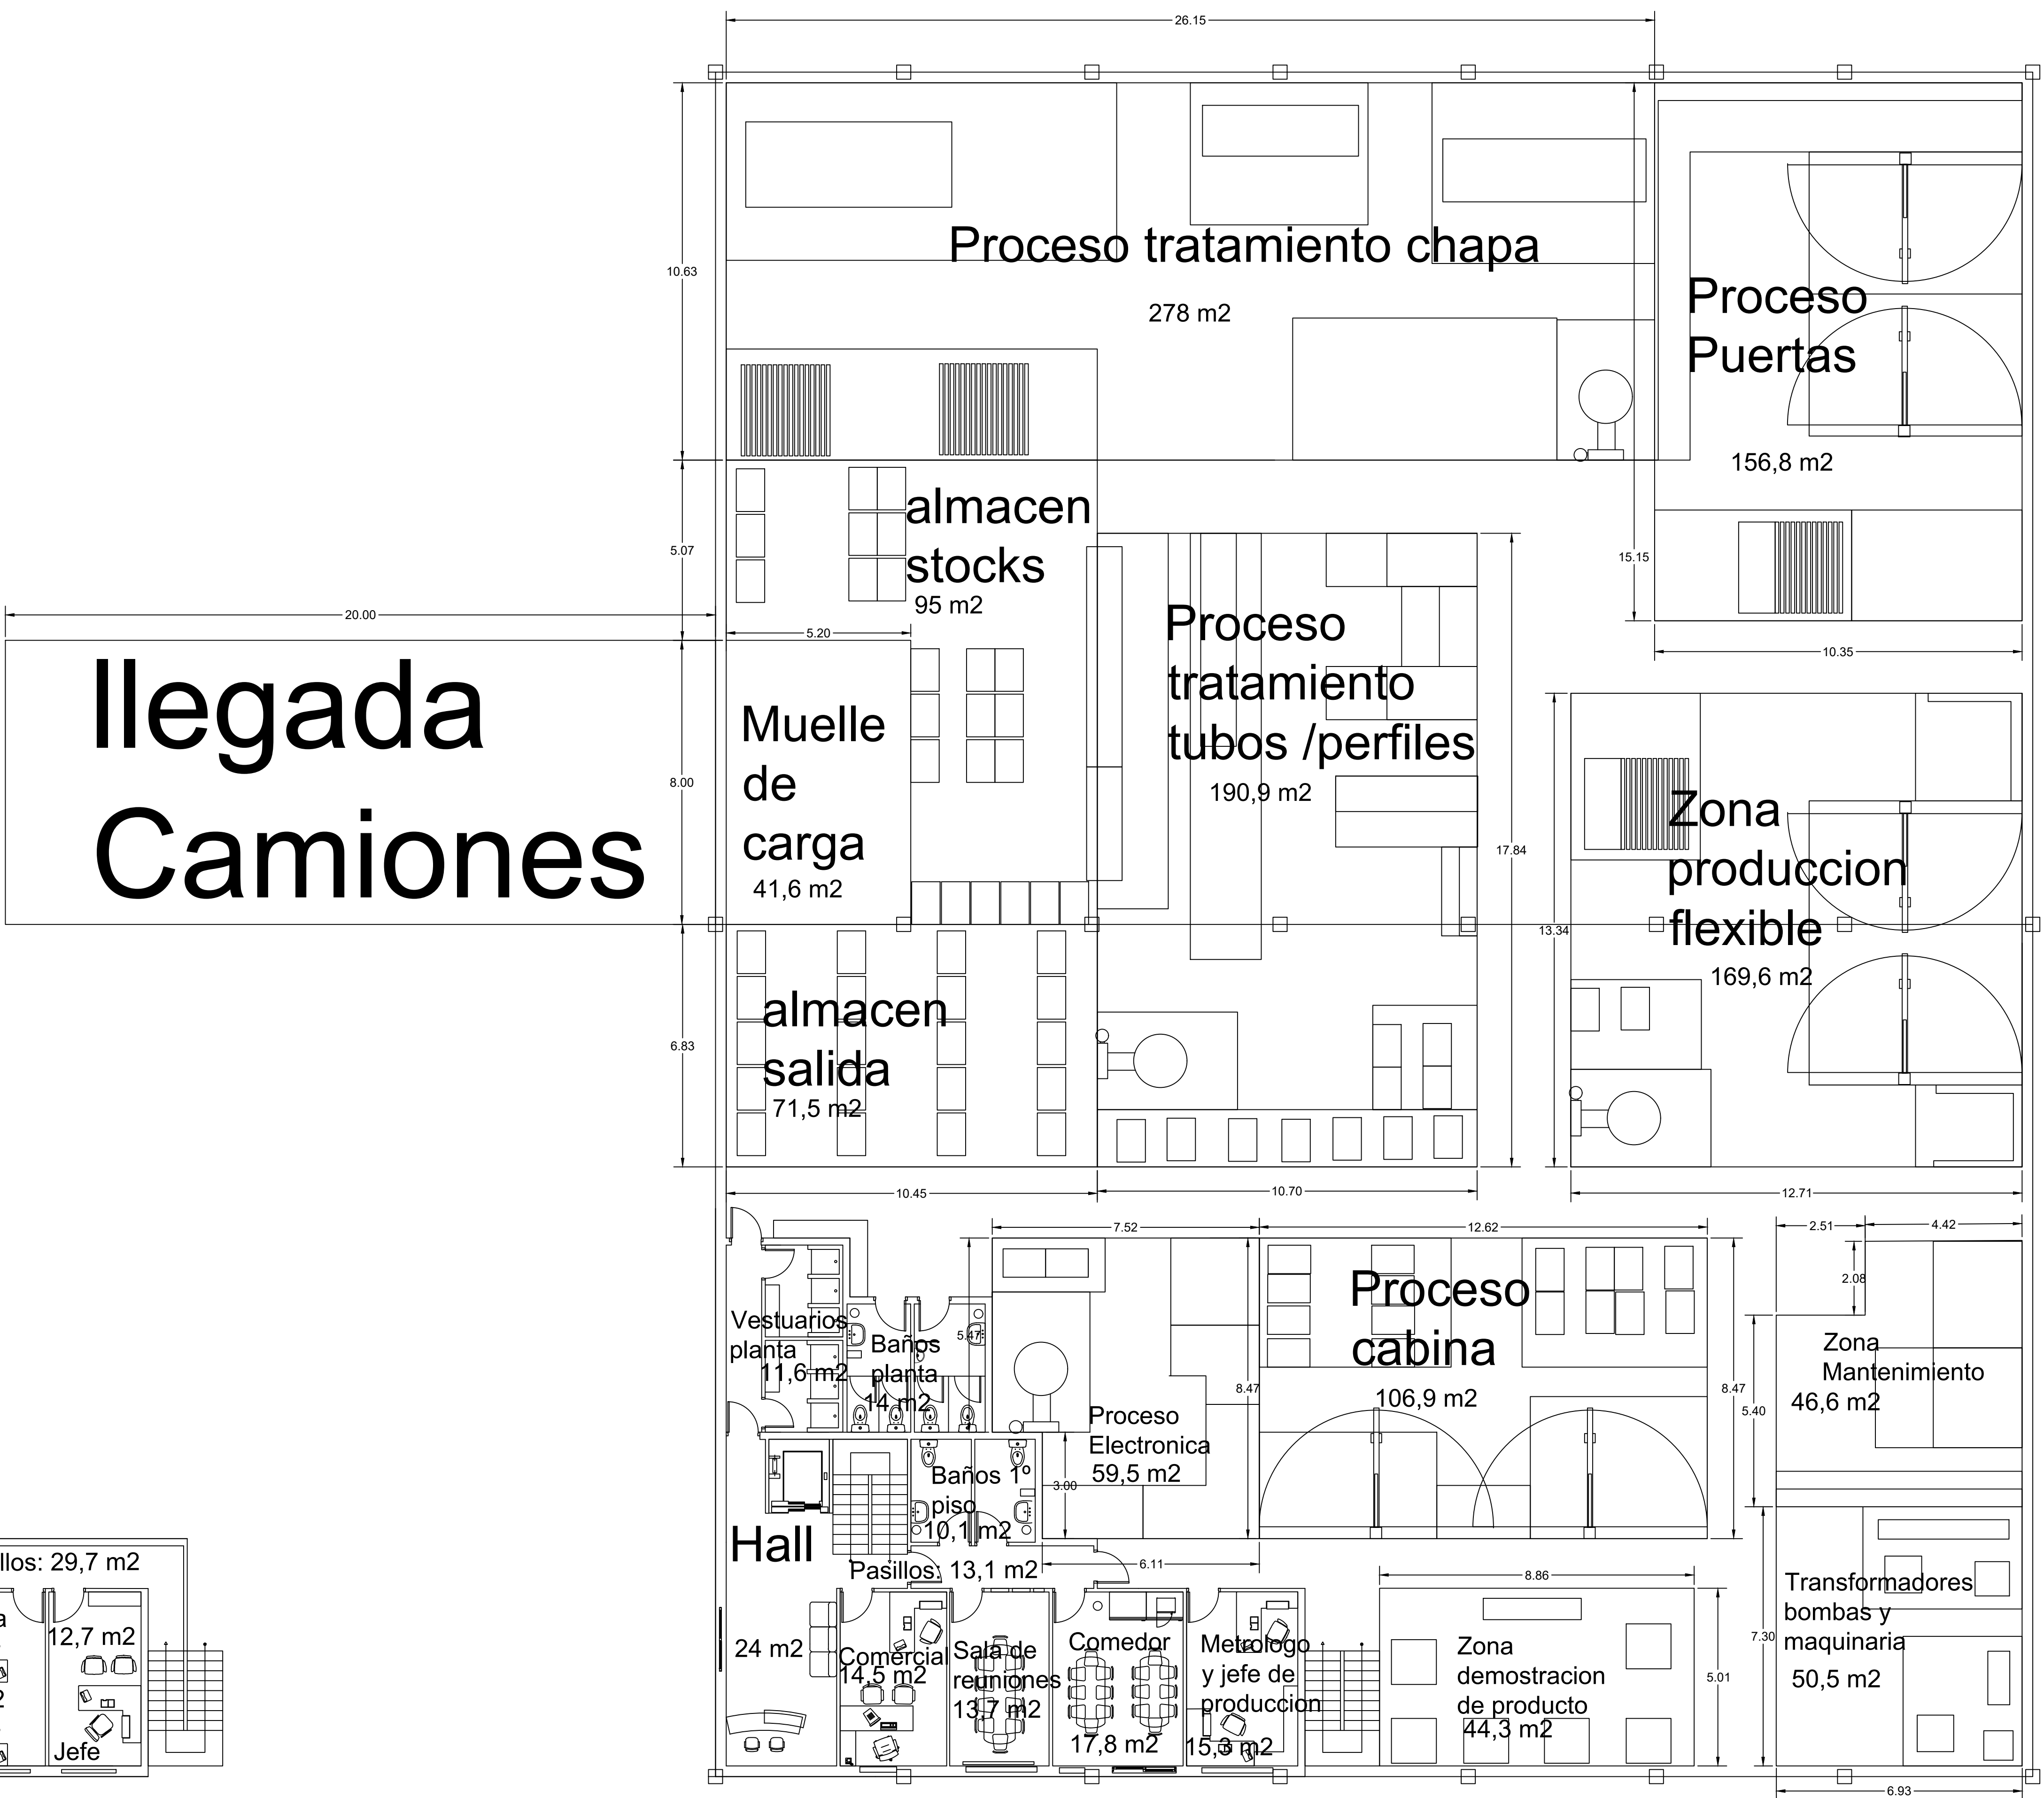 26.15
10.63
Proceso tratamiento chapa
278 m2
Proceso
Puertas
156,8 m2
15.15
10.35
5.07
almacen
stocks
95 m2
20.00
5.20
llegada
Camiones
8.00
Muelle
de
carga
41,6 m2
Proceso
tratamiento
tubos /perfiles
190,9 m2
17.84
13.34
Zona
produccion
flexible
169,6 m2
6.83
almacen
salida
71,5 m2
10.45
10.70
12.71
7.52
12.62
2.51
4.42
2.08
Vestuarios
planta
11,6 m2
Baños
planta
14 m2
5.47
8.47
Proceso
Electronica
59,5 m2
3.00
6.11
Proceso
cabina
106,9 m2
8.47
5.40
Zona
Mantenimiento
46,6 m2
Baños 1º
piso
10,1 m2
Hall
24 m2
Pasillos: 13,1 m2
Comercial
14,5 m2
Sala de
reuniones
13,7 m2
Comedor
17,8 m2
Metrologo
y jefe de
produccion
15,3 m2
8.86
Zona
demostracion
de producto
44,3 m2
5.01
7.30
Transformadores
bombas y
maquinaria
50,5 m2
6.93
llos: 29,7 m2
a
2
12,7 m2
Jefe